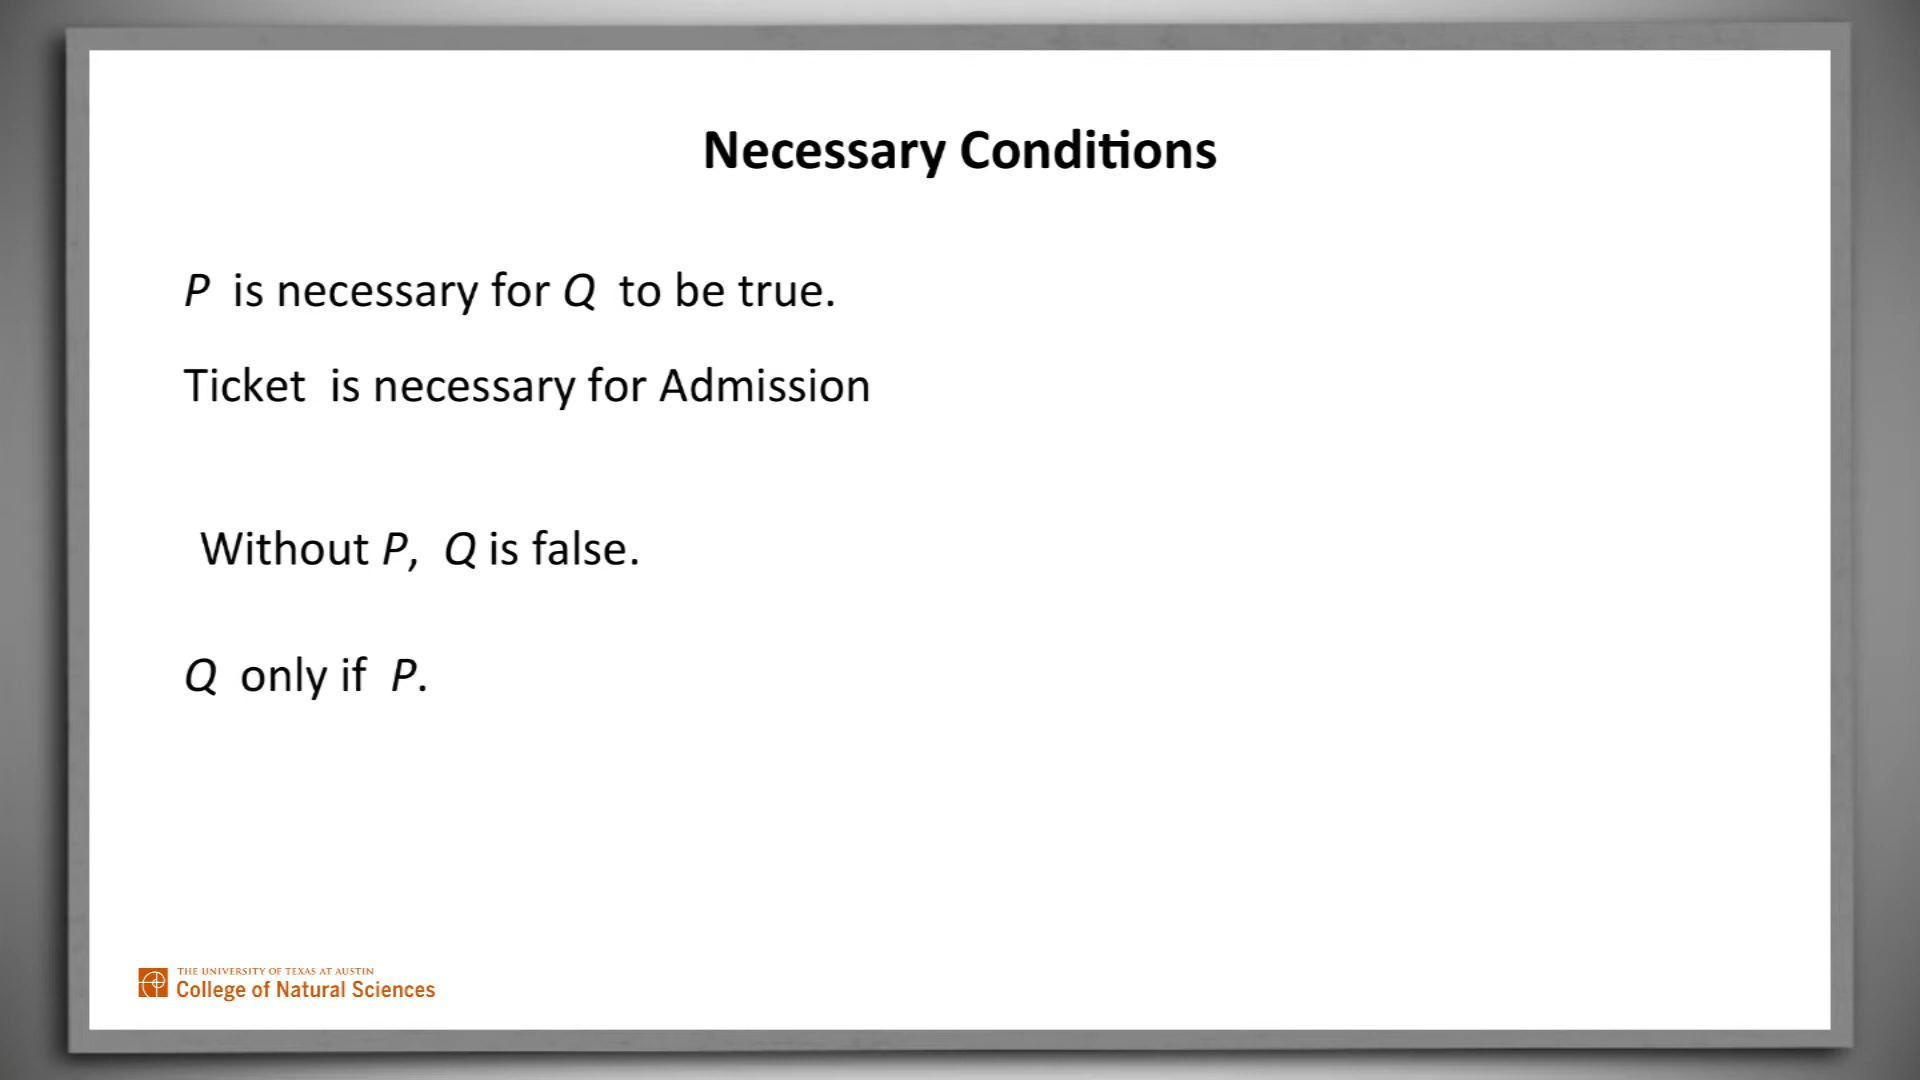 Necessary Conditions
P is necessary for Q to be true.
Ticket is necessary for Admission
Without P, Q is false.
Q only if P.
THE UNIVERSITY OF TEXAS AT AUSTIN
College of Natural Sciences